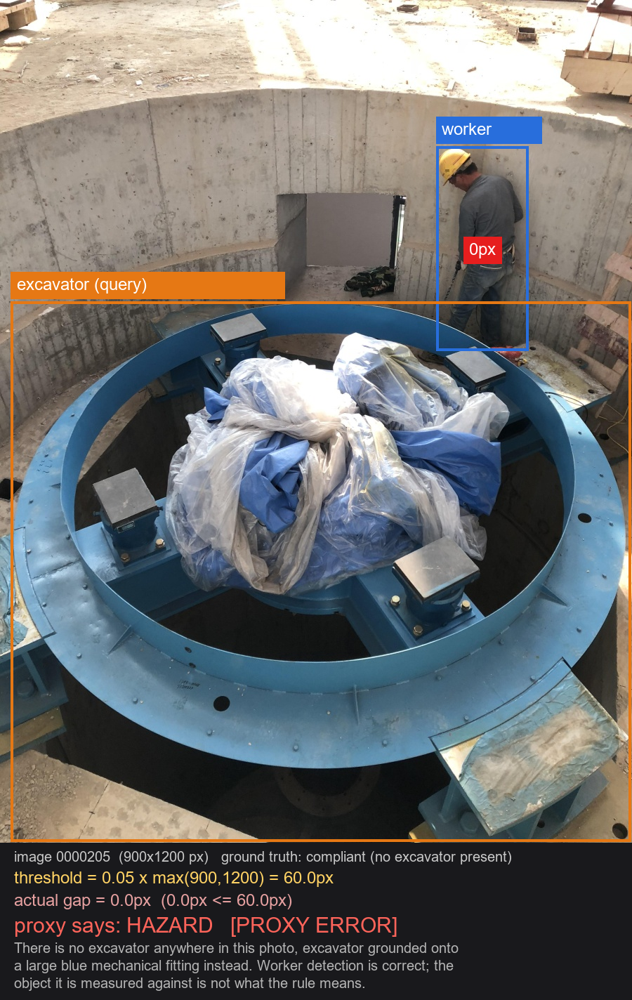 worker
0px
excavator (query)
image 0000205 (900x1200 px) ground truth: compliant (no excavator present)
threshold = 0.05 x max(900,1200) = 60.0px
actual gap = 0.0px (0.0px <= 60.0px)
proxy says: HAZARD [PROXY ERROR]
There is no excavator anywhere in this photo, excavator grounded onto
a large blue mechanical fitting instead. Worker detection is correct; the
object it is measured against is not what the rule means.